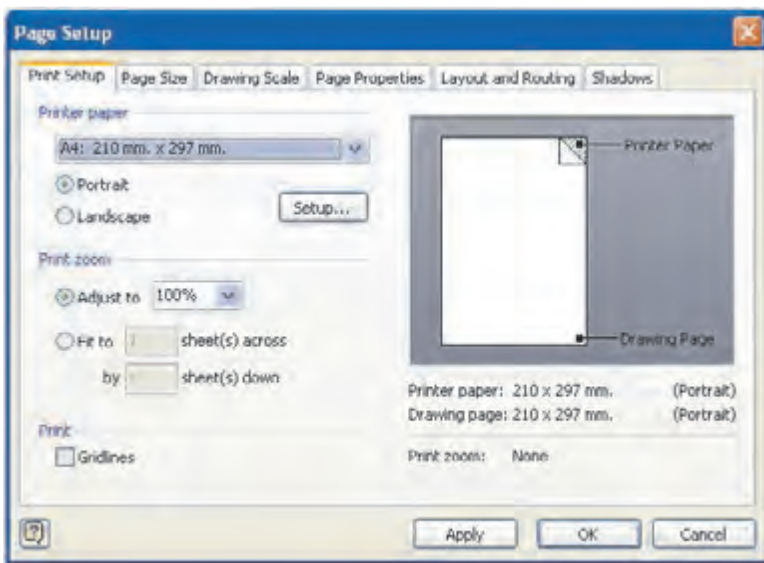 Page Setup
Print Setup Page Size Drawing Scale Page Properties Layout and Routing Shadows
Printer paper
A4: 210 mm. x 297 mm.
Portrait
Landscape
Setup...
Print zoom
Adjust to 100%
Fit to sheet(s) across
by sheet(s) down
Print
Gridlines
Printer Paper
Drawing Page
Printer paper: 210 x 297 mm. (Portrait)
Drawing page: 210 x 297 mm. (Portrait)
Print zoom: None
?
Apply OK Cancel